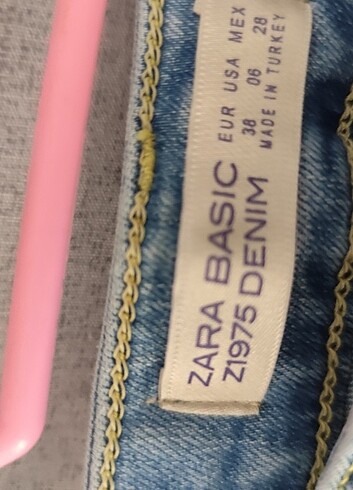 ZARA BASIC
Z1975 DENIM
EUR USA MEX
38 06 28
MADE IN TURKEY